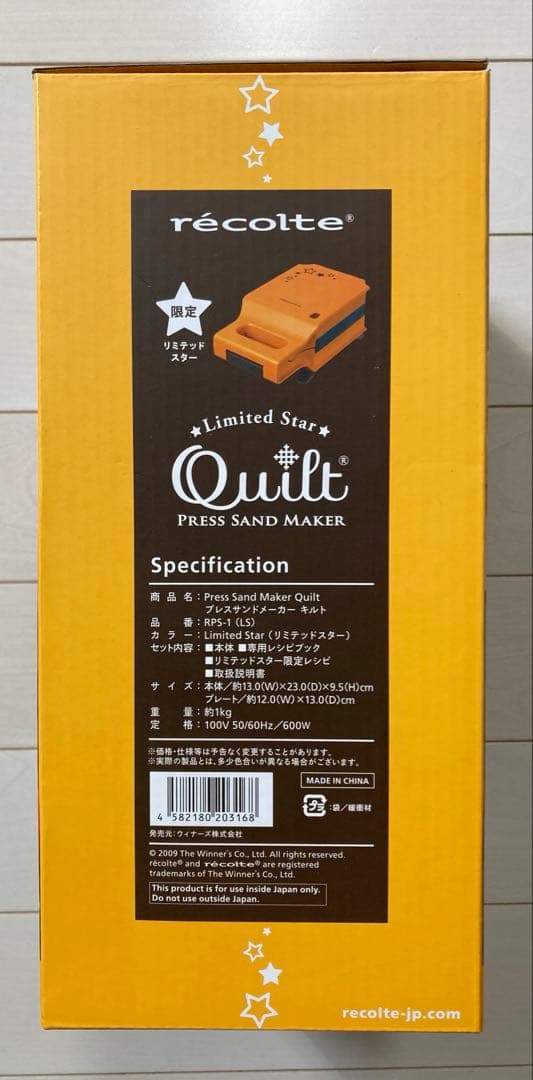 récolte®
限定
リミテッド
スター
Limited Star
Quilt®
PRESS SAND MAKER
Specification
商品名：Press Sand Maker Quilt
プレスサンドメーカー キルト
品番：RPS-1（LS）
カラー：Limited Star（リミテッドスター）
セット内容：■本体 ■専用レシピブック
■リミテッドスター限定レシピ
■取扱説明書
サイズ：本体／約13.0(W)×23.0(D)×9.5(H)cm
プレート／約12.0(W)×13.0(D)cm
重量：約1kg
定格：100V 50/60Hz／600W
※価格・仕様等は予告なく変更することがあります。
※実際の製品とは、多少色合いが異なる場合がございます。
MADE IN CHINA
プラ：袋／緩衝材
4 582180 203168
発売元：ウィナーズ株式会社
© 2009 The Winner's Co., Ltd. All rights reserved.
récolte® and récolte® are registered
trademarks of The Winner's Co., Ltd.
This product is for use inside Japan only.
Do not use outside Japan.
recolte-jp.com